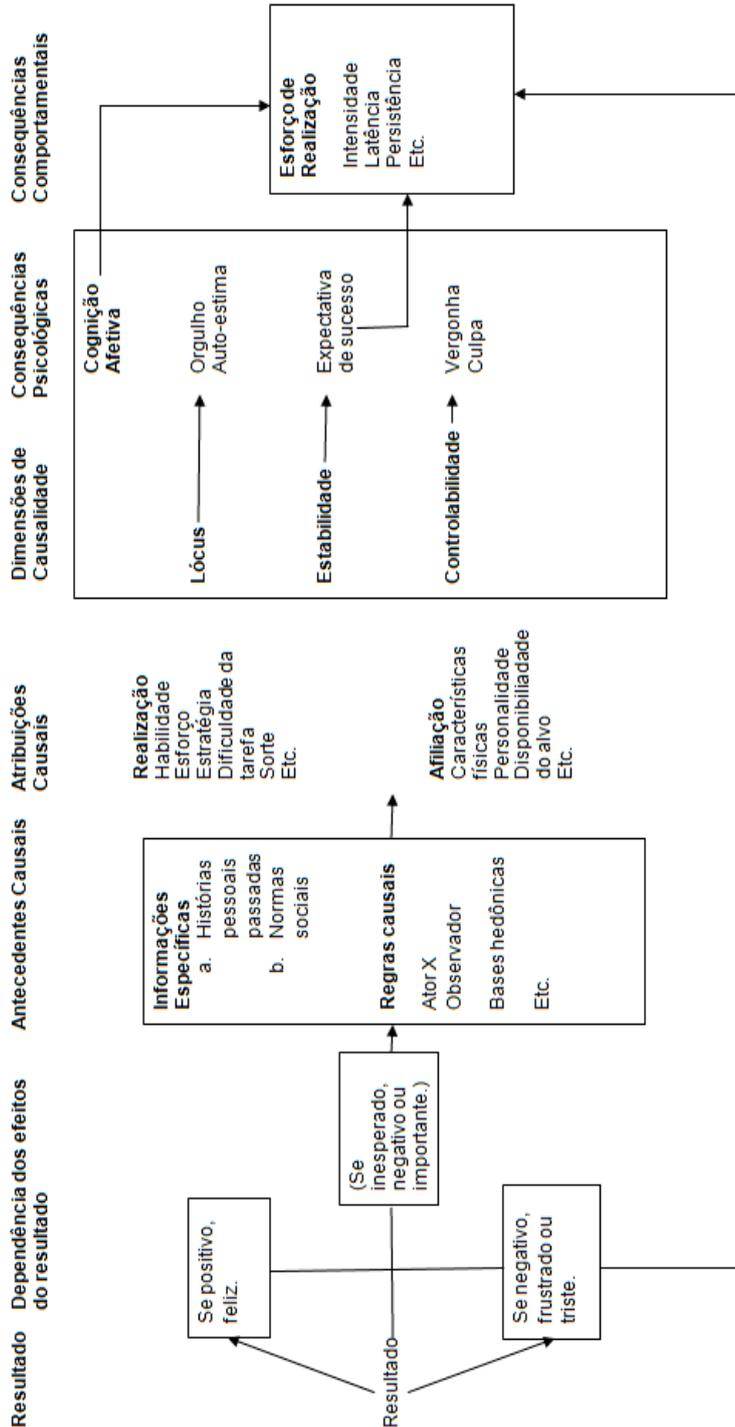 Resultado
Dependência dos efeitos
do resultado
Antecedentes Causais
Atribuições
Causais
Dimensões de
Causalidade
Consequências
Psicológicas
Consequências
Comportamentais
Resultado
Se positivo,
feliz.
(Se
inesperado,
negativo ou
importante.)
Se negativo,
frustrado ou
triste.
Informações
Específicas
a. Histórias
pessoais
passadas
b. Normas
sociais
Regras causais
Ator X
Observador
Bases hedônicas
Etc.
Realização
Habilidade
Esforço
Estratégia
Dificuldade da
tarefa
Sorte
Etc.
Afiliação
Características
físicas
Personalidade
Disponibiliadade
do alvo
Etc.
Lócus
Estabilidade
Controlabilidade
Cognição
Afetiva
Orgulho
Auto-estima
Expectativa
de sucesso
Vergonha
Culpa
Esforço de
Realização
Intensidade
Latência
Persistência
Etc.